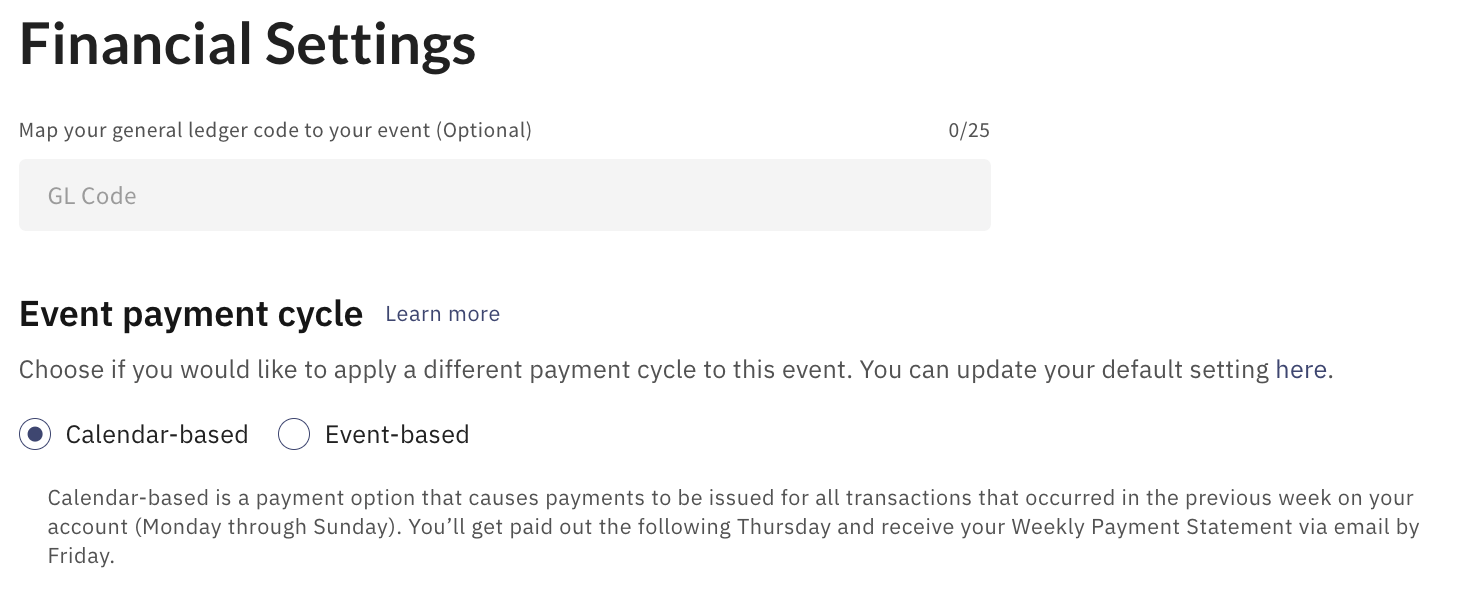 Financial Settings
Map your general ledger code to your event (Optional) 0/25
GL Code
Event payment cycle Learn more
Choose if you would like to apply a different payment cycle to this event. You can update your default setting here.
Calendar-based Event-based
Calendar-based is a payment option that causes payments to be issued for all transactions that occurred in the previous week on your
account (Monday through Sunday). You’ll get paid out the following Thursday and receive your Weekly Payment Statement via email by
Friday.